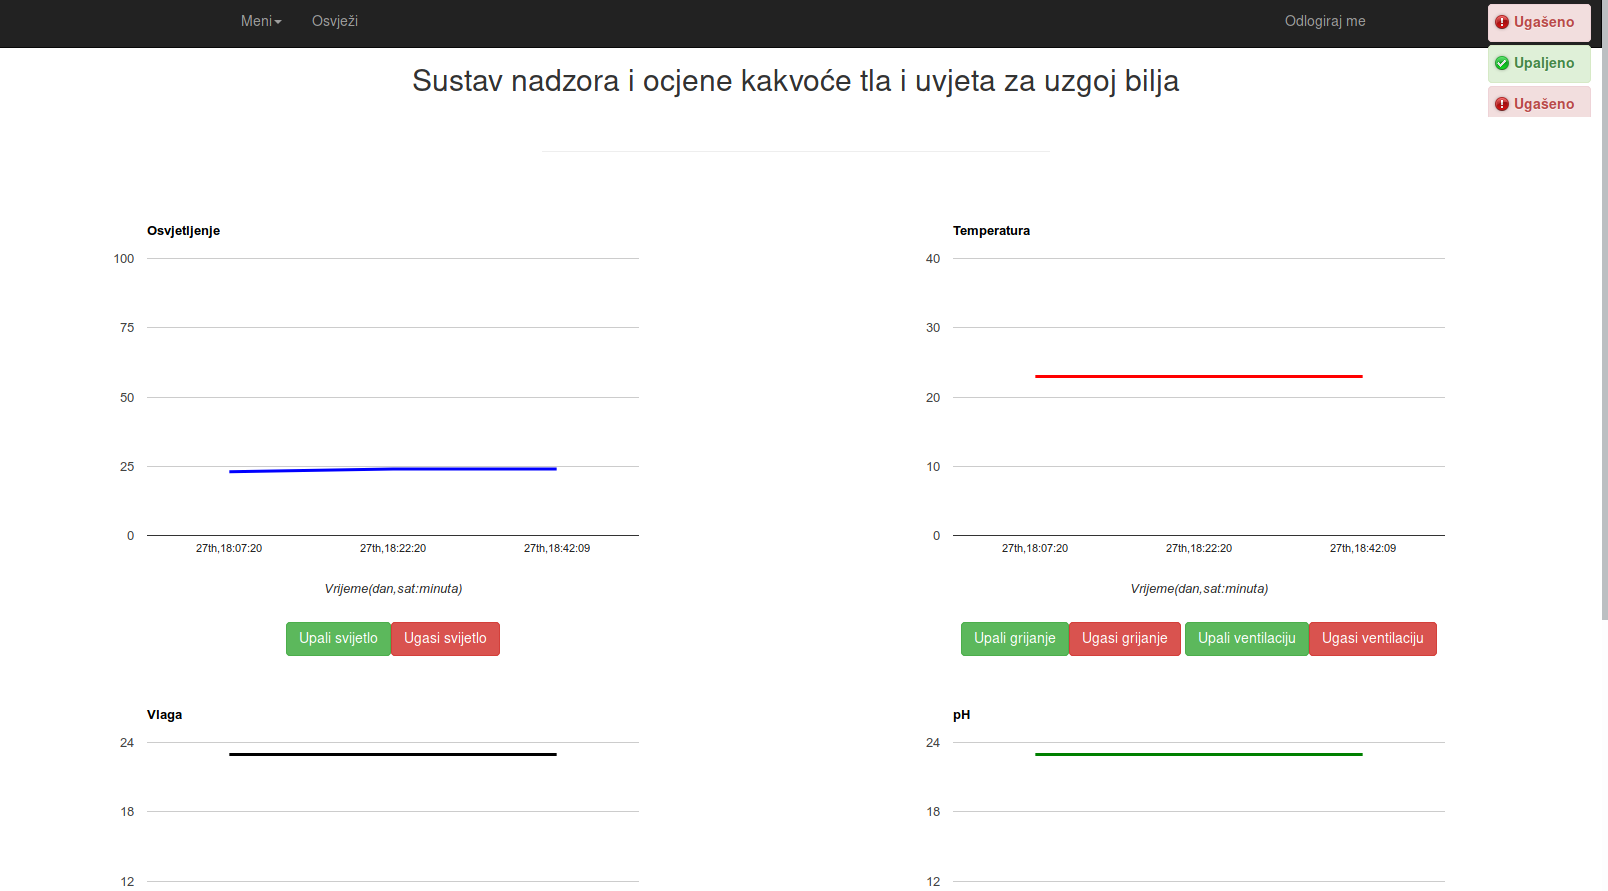 Meni Osvježi Odlogiraj me
Ugašeno
Upaljeno
Ugašeno
Sustav nadzora i ocjene kakvoće tla i uvjeta za uzgoj bilja
Osvjetljenje
100
75
50
25
0
27th,18:07:20 27th,18:22:20 27th,18:42:09
Vrijeme(dan,sat:minuta)
Upali svijetlo Ugasi svijetlo
Temperatura
40
30
20
10
0
27th,18:07:20 27th,18:22:20 27th,18:42:09
Vrijeme(dan,sat:minuta)
Upali grijanje Ugasi grijanje Upali ventilaciju Ugasi ventilaciju
Vlaga
24
18
12
pH
24
18
12